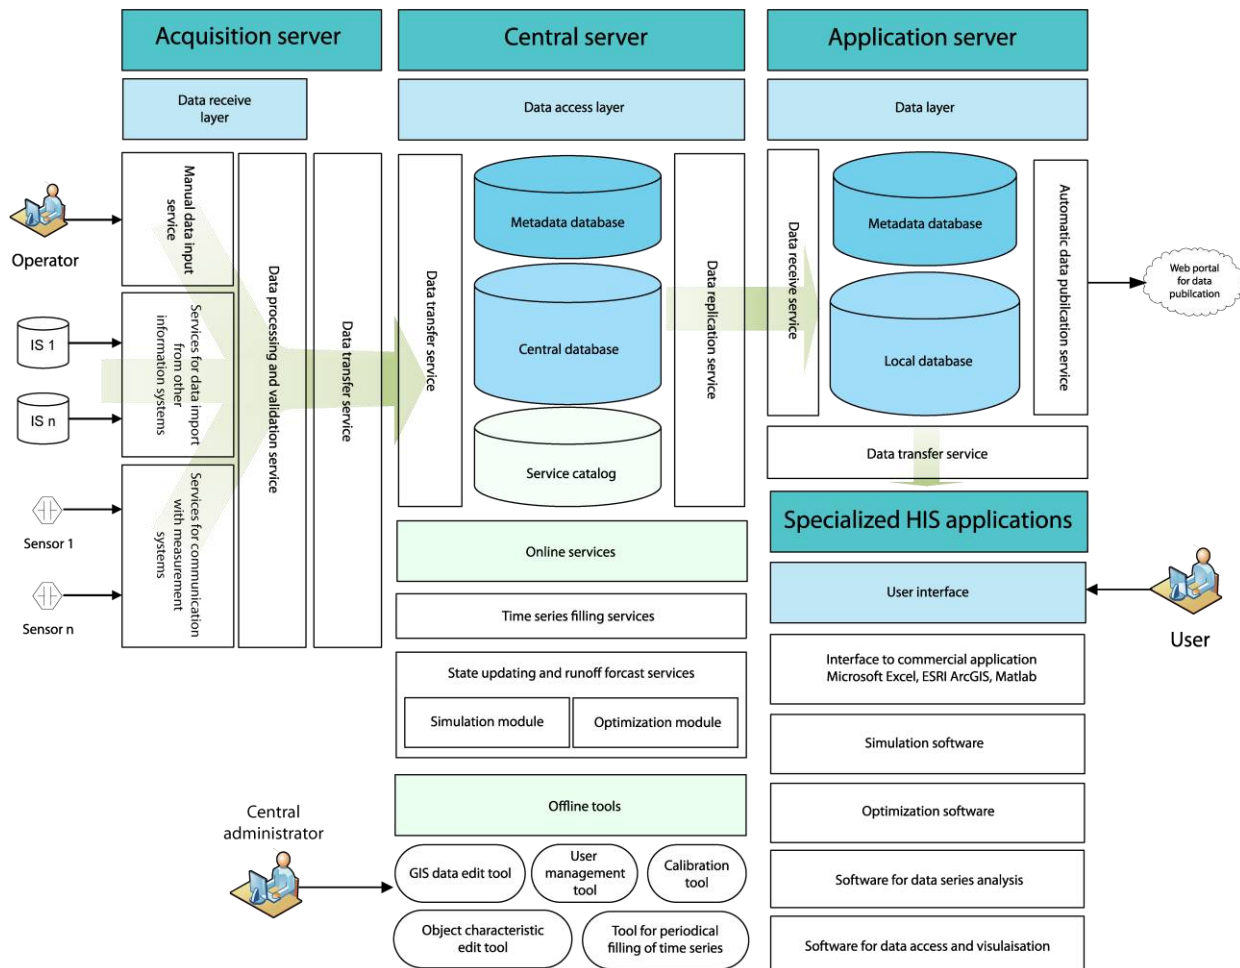 Acquisition server
Central server
Application server
Data receive
layer
Data access layer
Data layer
Operator
IS 1
IS n
Sensor 1
Sensor n
Manual data input
service
Services for data import
from other
information systems
Services for communication
with measurement
systems
Data processing and validation service
Data transfer service
Data transfer service
Metadata database
Central database
Service catalog
Data replication service
Data receive service
Metadata database
Local database
Automatic data pubilcation service
Web portal
for data
pubilcation
Data transfer service
Online services
Time series filling services
State updating and runoff forcast services
Simulation module
Optimization module
Offline tools
Central
administrator
GIS data edit tool
User
management
tool
Calibration
tool
Object characteristic
edit tool
Tool for periodical
filling of time series
Specialized HIS applications
User interface
User
Interface to commercial application
Microsoft Excel, ESRI ArcGIS, Matlab
Simulation software
Optimization software
Software for data series analysis
Software for data access and visulaisation